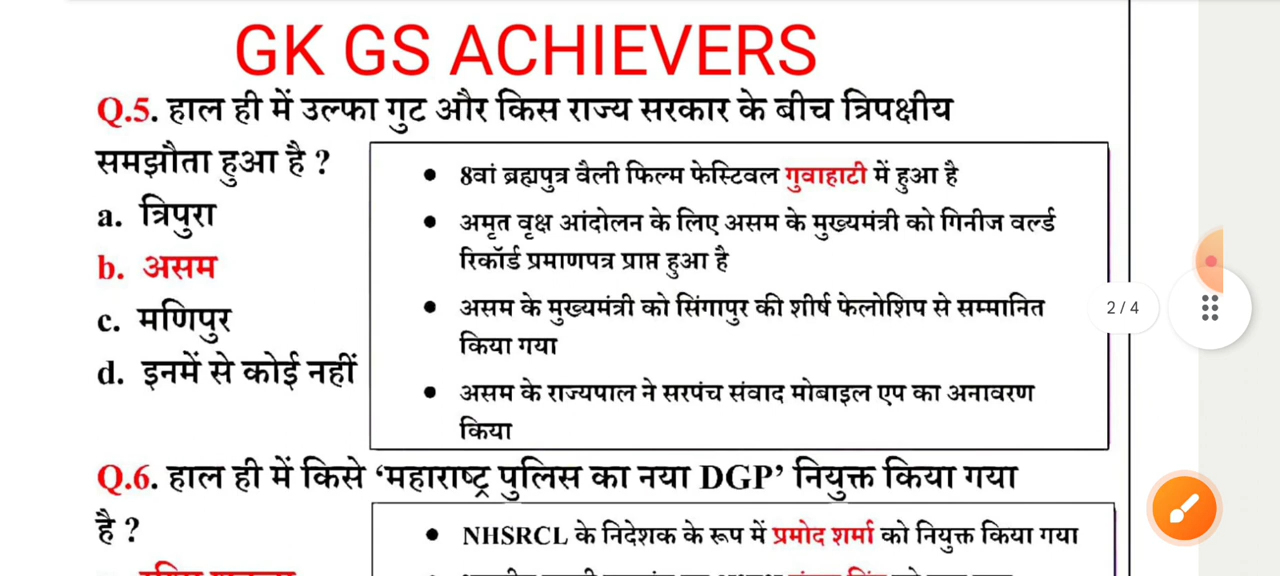 GK GS ACHIEVERS
Q.5. हाल ही में उल्फा गुट और किस राज्य सरकार के बीच त्रिपक्षीय
समझौता हुआ है ?
a. त्रिपुरा
b. असम
c. मणिपुर
d. इनमें से कोई नहीं
• 8वां ब्रह्मपुत्र वैली फिल्म फेस्टिवल गुवाहाटी में हुआ है
• अमृत वृक्ष आंदोलन के लिए असम के मुख्यमंत्री को गिनीज वर्ल्ड
रिकॉर्ड प्रमाणपत्र प्राप्त हुआ है
• असम के मुख्यमंत्री को सिंगापुर की शीर्ष फेलोशिप से सम्मानित
किया गया
• असम के राज्यपाल ने सरपंच संवाद मोबाइल एप का अनावरण
किया
2 / 4
Q.6. हाल ही में किसे ‘महाराष्ट्र पुलिस का नया DGP’ नियुक्त किया गया
है ?
• NHSRCL के निदेशक के रूप में प्रमोद शर्मा को नियुक्त किया गया